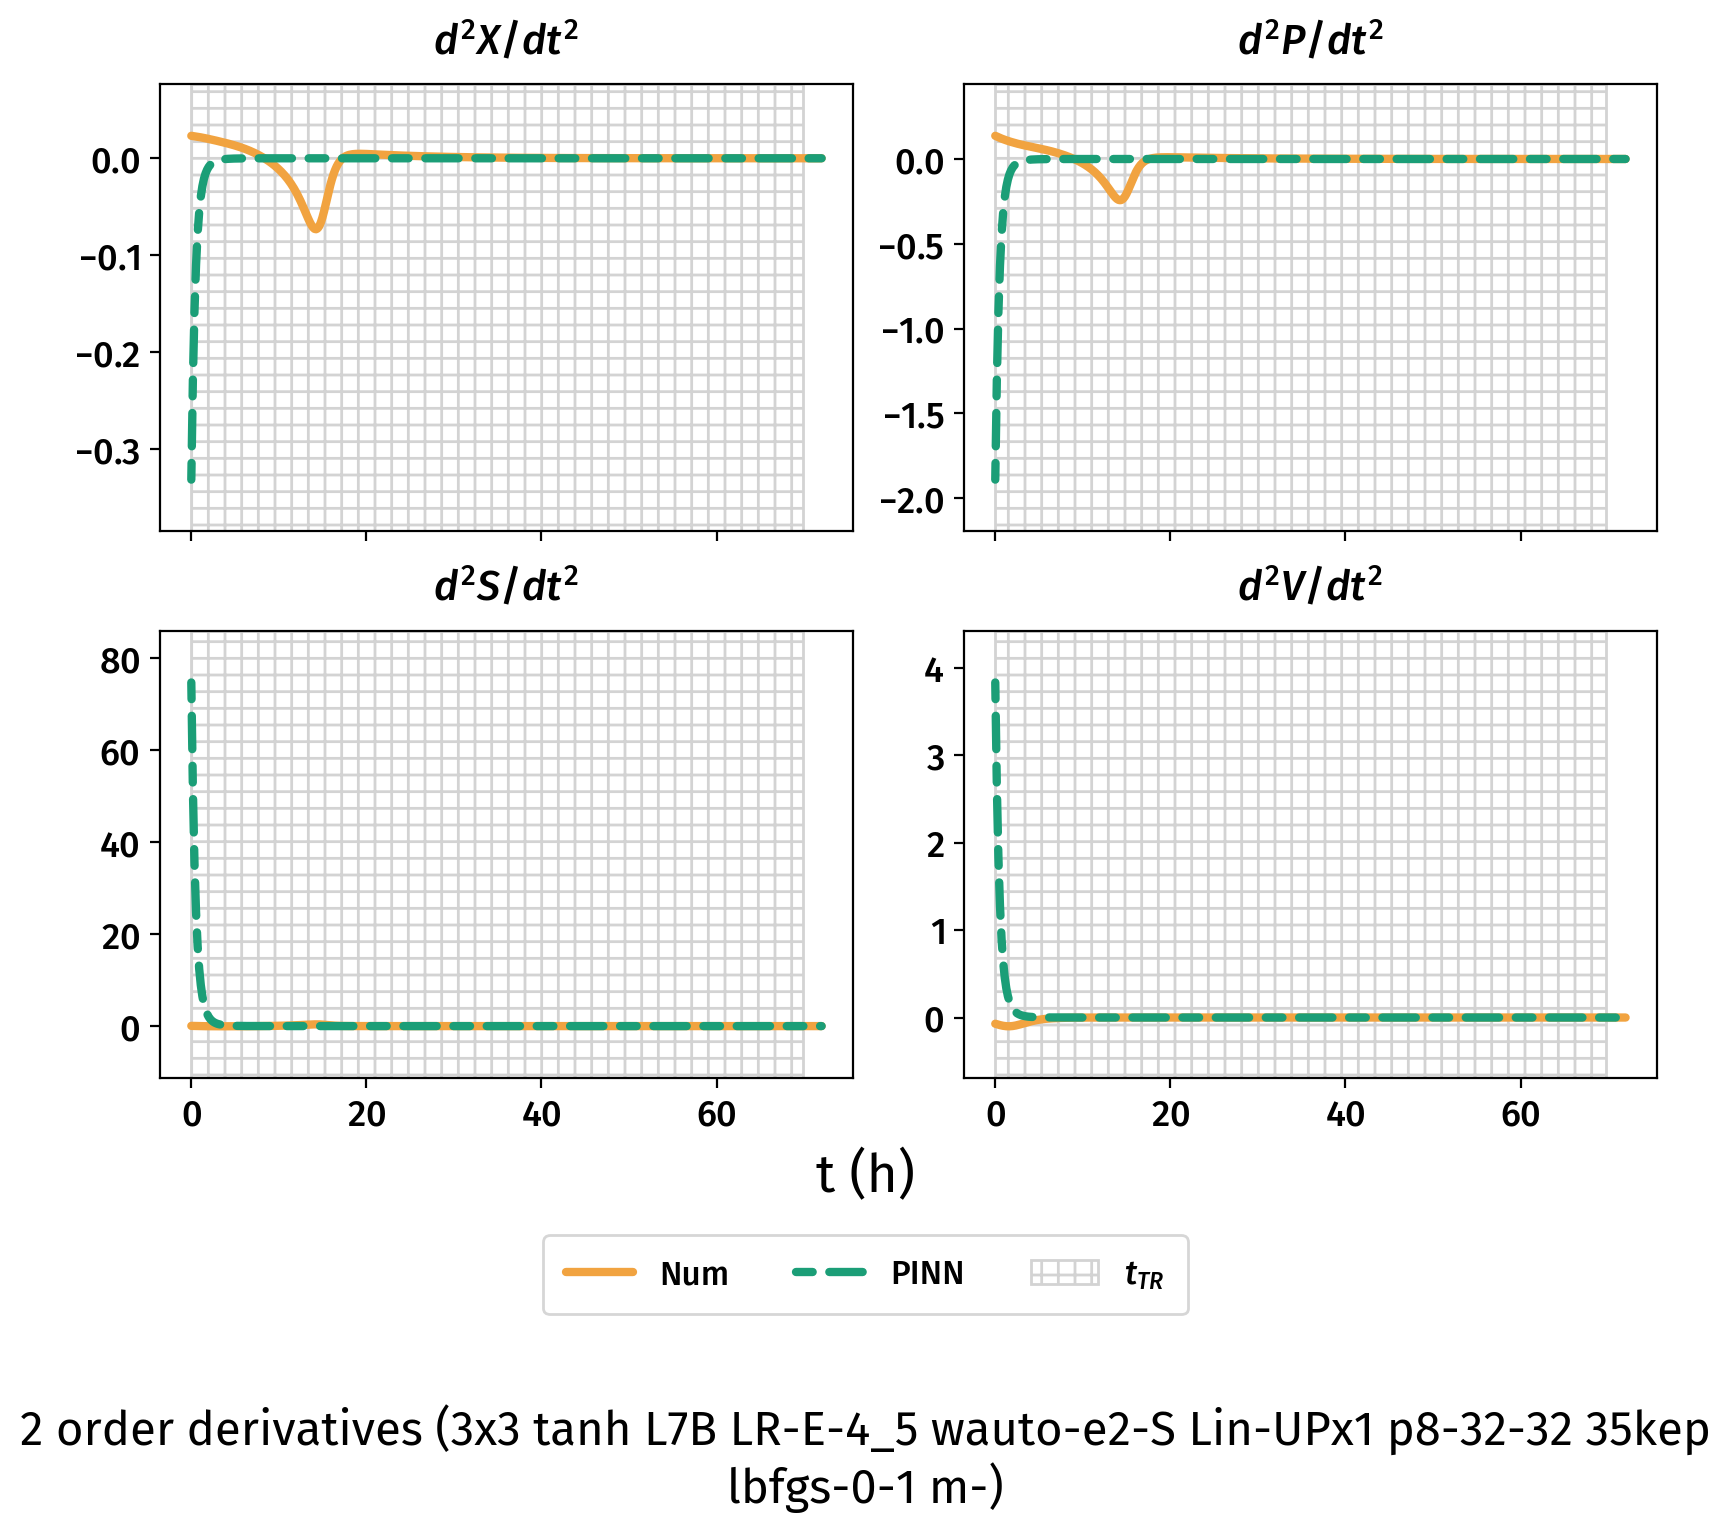 d²X/dt²
d²P/dt²
0.0
−0.1
−0.2
−0.3
0.0
−0.5
−1.0
−1.5
−2.0
d²S/dt²
d²V/dt²
80
60
40
20
0
4
3
2
1
0
0 20 40 60
0 20 40 60
t (h)
Num PINN t_TR
2 order derivatives (3x3 tanh L7B LR-E-4_5 wauto-e2-S Lin-UPx1 p8-32-32 35kep
lbfgs-0-1 m-)